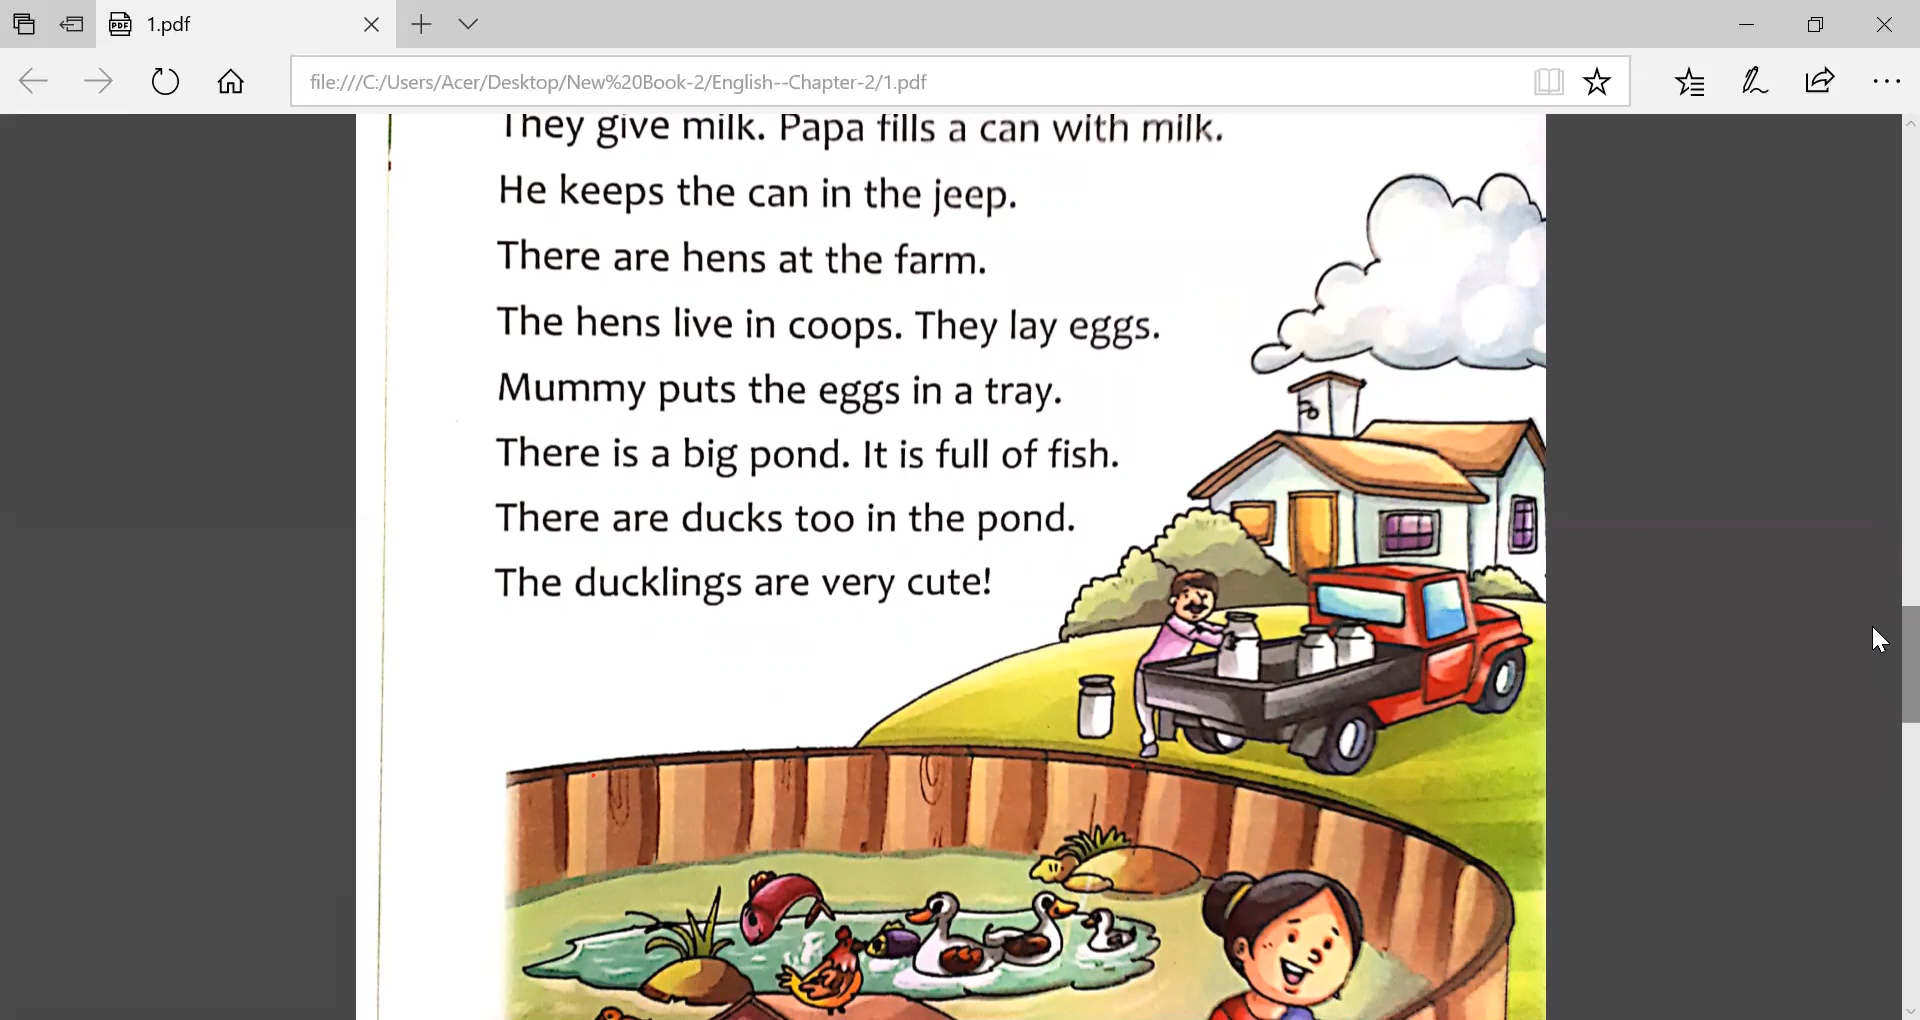 1.pdf
file:///C:/Users/Acer/Desktop/New%20Book-2/English--Chapter-2/1.pdf
They give milk. Papa fills a can with milk.
He keeps the can in the jeep.
There are hens at the farm.
The hens live in coops. They lay eggs.
Mummy puts the eggs in a tray.
There is a big pond. It is full of fish.
There are ducks too in the pond.
The ducklings are very cute!